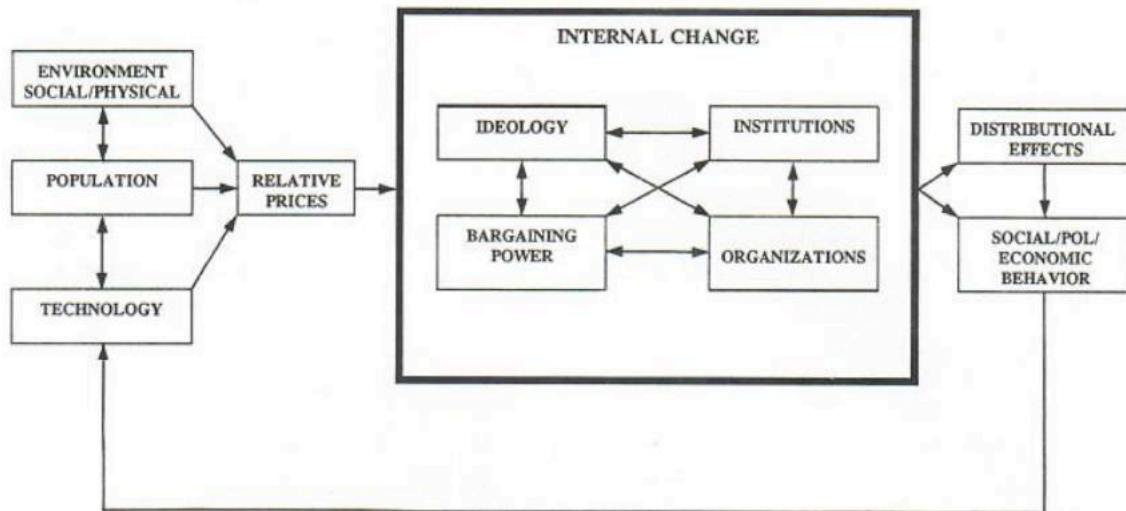 INTERNAL CHANGE
ENVIRONMENT
SOCIAL/PHYSICAL
POPULATION
TECHNOLOGY
RELATIVE
PRICES
IDEOLOGY
INSTITUTIONS
BARGAINING
POWER
ORGANIZATIONS
DISTRIBUTIONAL
EFFECTS
SOCIAL/POL/
ECONOMIC
BEHAVIOR